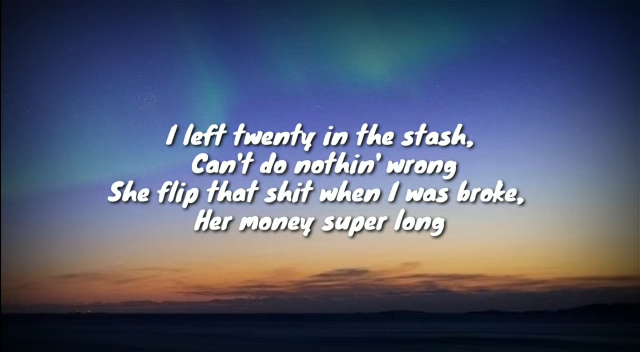 I left twenty in the stash,
Can't do nothin' wrong
She flip that shit when I was broke,
Her money super long